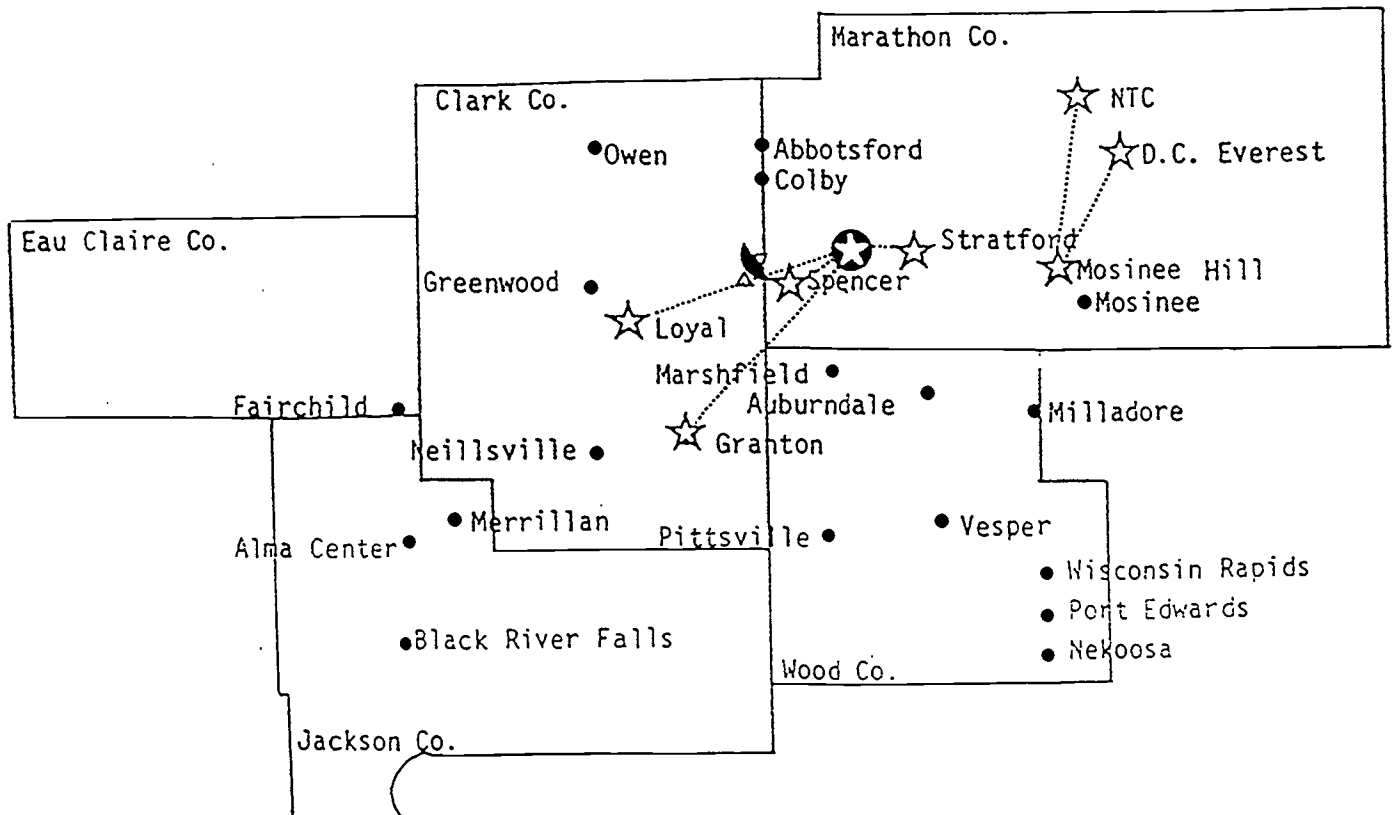 Marathon Co.
Clark Co.
NTC
Owen
Abbotsford
D.C. Everest
Colby
Eau Claire Co.
Stratford
Greenwood
Spencer
Mosinee Hill
Mosinee
Loyal
Marshfield
Auburndale
Fairchild
Milladore
Neillsville
Granton
Merrillan
Vesper
Alma Center
Pittsville
Wisconsin Rapids
Port Edwards
Black River Falls
Nekoosa
Wood Co.
Jackson Co.